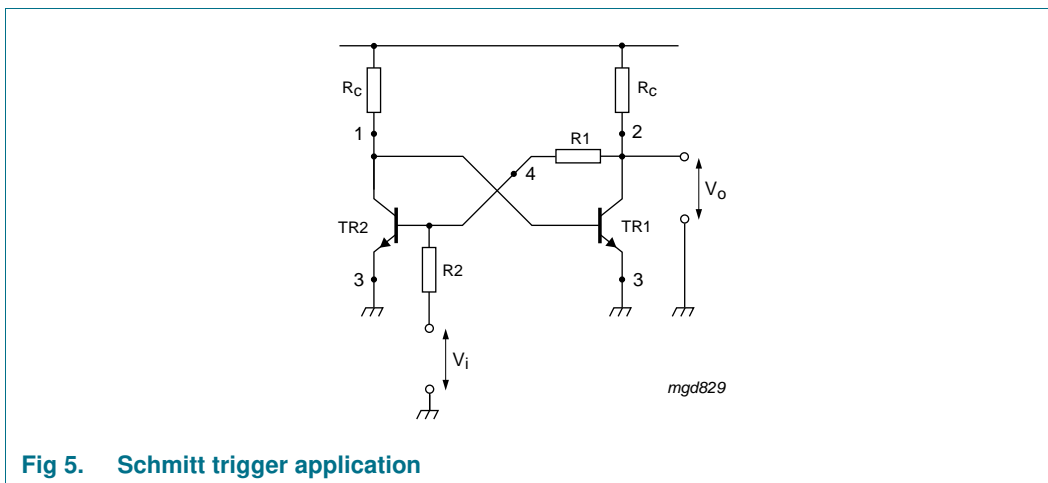 RC RC
1 2
R1
4
Vo
TR2 TR1
R2
3 3
Vi
mgd829
Fig 5. Schmitt trigger application